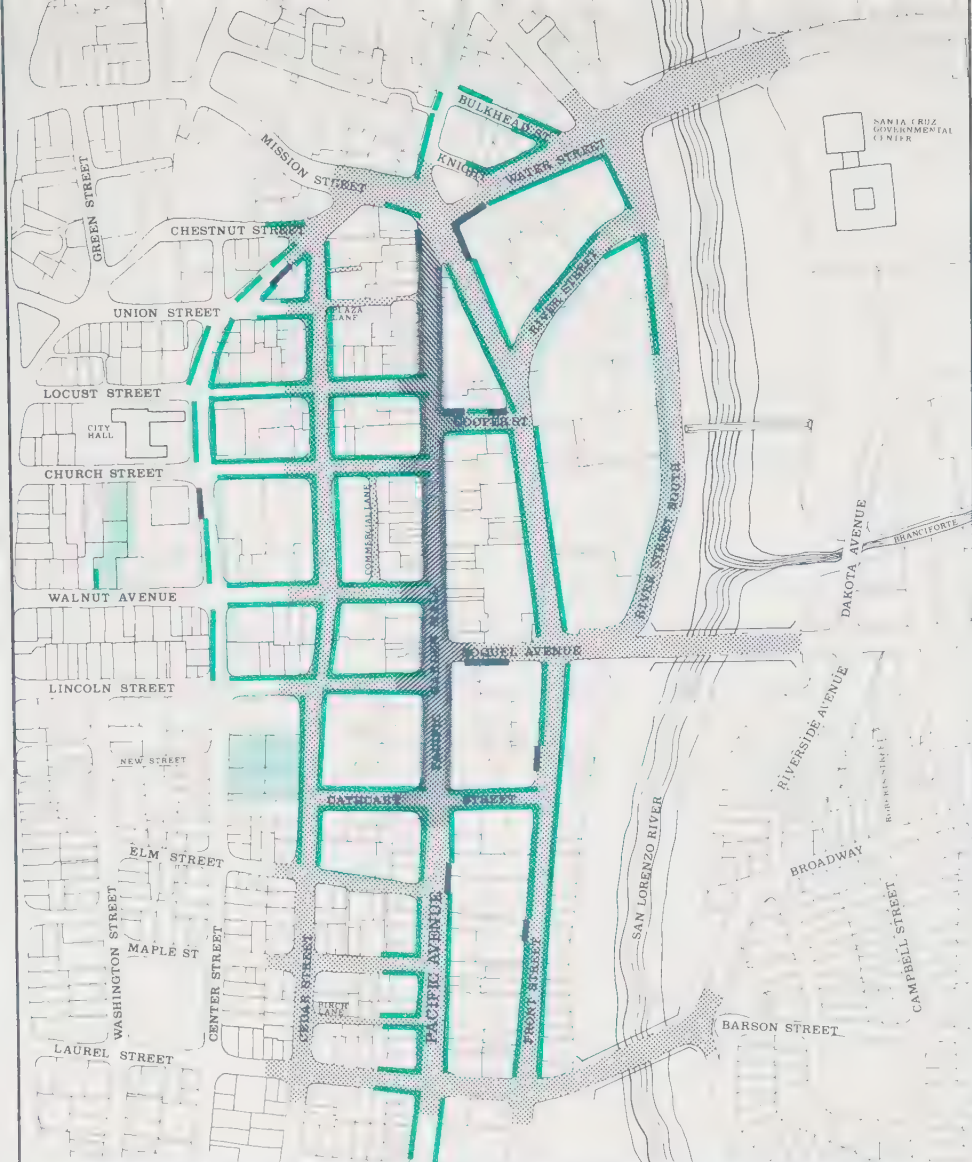 BULKHEAD ST
SANTA CRUZ
GOVERNMENTAL
CENTER
MISSION STREET
KNIGHT
WATER STREET
GREEN STREET
CHESTNUT STREET
RIVER STREET
UNION STREET
PLAZA
LANE
LOCUST STREET
CITY
HALL
COOPER ST
CHURCH STREET
COMMERCIAL LANE
RIVER STREET SOUTH
DAKOTA AVENUE
BRANCIFORTE
WALNUT AVENUE
SOQUEL AVENUE
LINCOLN STREET
RIVERSIDE AVENUE
NEW STREET
CATHCART
STREET
SAN LORENZO RIVER
ELM STREET
BROADWAY
WASHINGTON STREET
CENTER STREET
MAPLE ST
CEDAR STREET
PACIFIC AVENUE
FRONT STREET
CAMPBELL STREET
BIRCH
LANE
BARSON STREET
LAUREL STREET